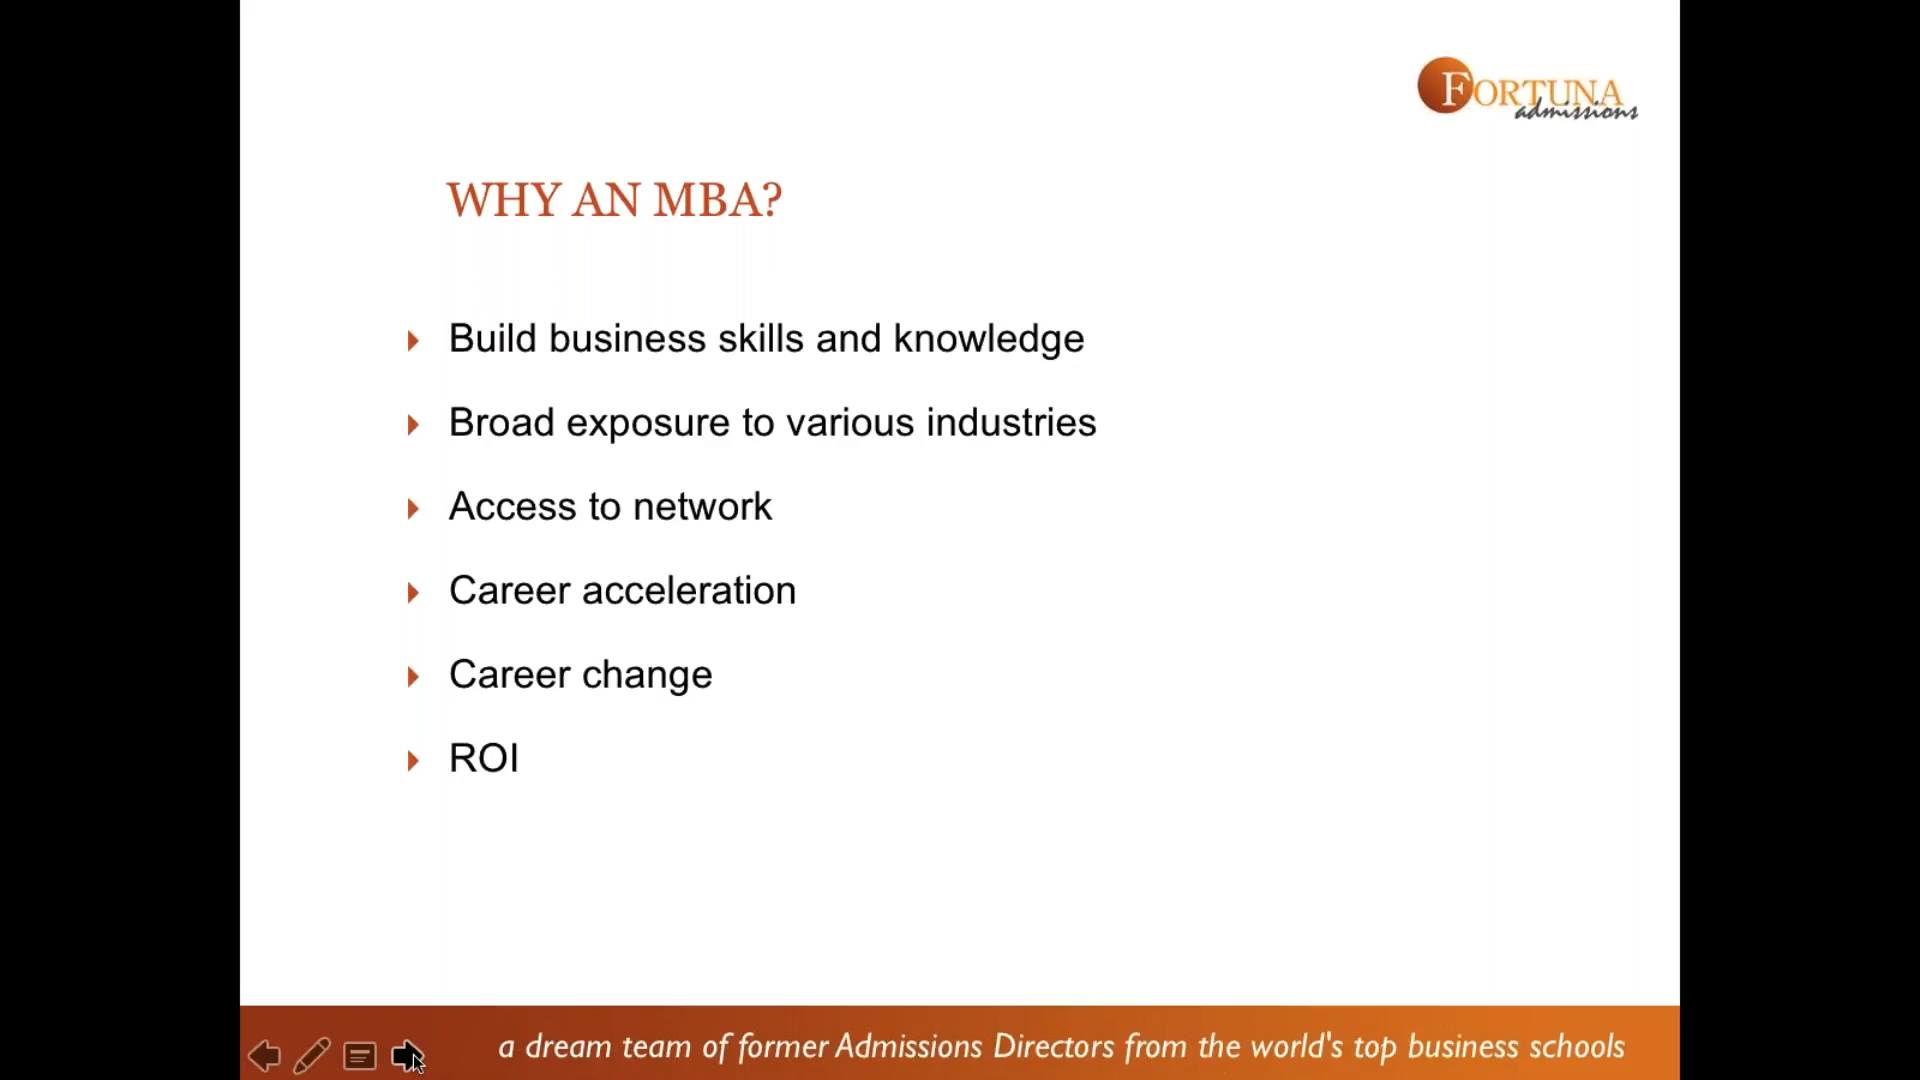 FORTUNA
admissions
WHY AN MBA?
Build business skills and knowledge
Broad exposure to various industries
Access to network
Career acceleration
Career change
ROI
a dream team of former Admissions Directors from the world's top business schools